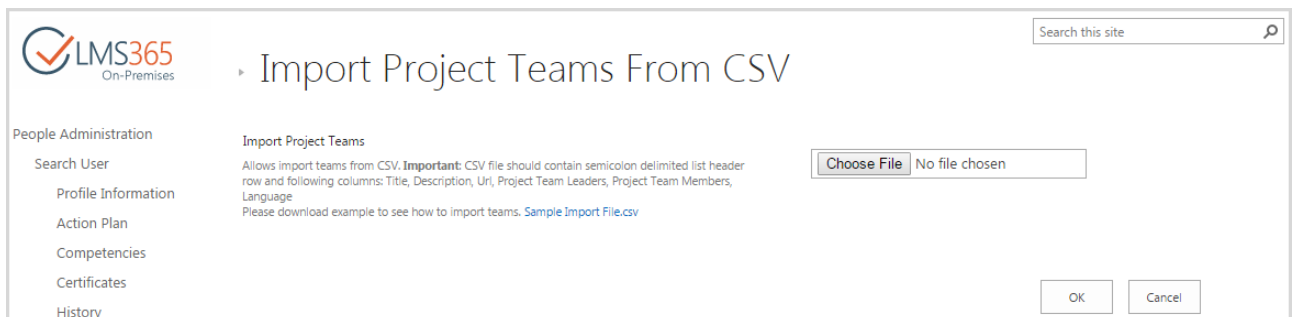 LMS365
On-Premises
Import Project Teams From CSV
Search this site
People Administration
Search User
Profile Information
Action Plan
Competencies
Certificates
History
Import Project Teams
Allows import teams from CSV. Important: CSV file should contain semicolon delimited list header
row and following columns: Title, Description, Url, Project Team Leaders, Project Team Members,
Language
Please download example to see how to import teams. Sample Import File.csv
Choose File No file chosen
OK
Cancel